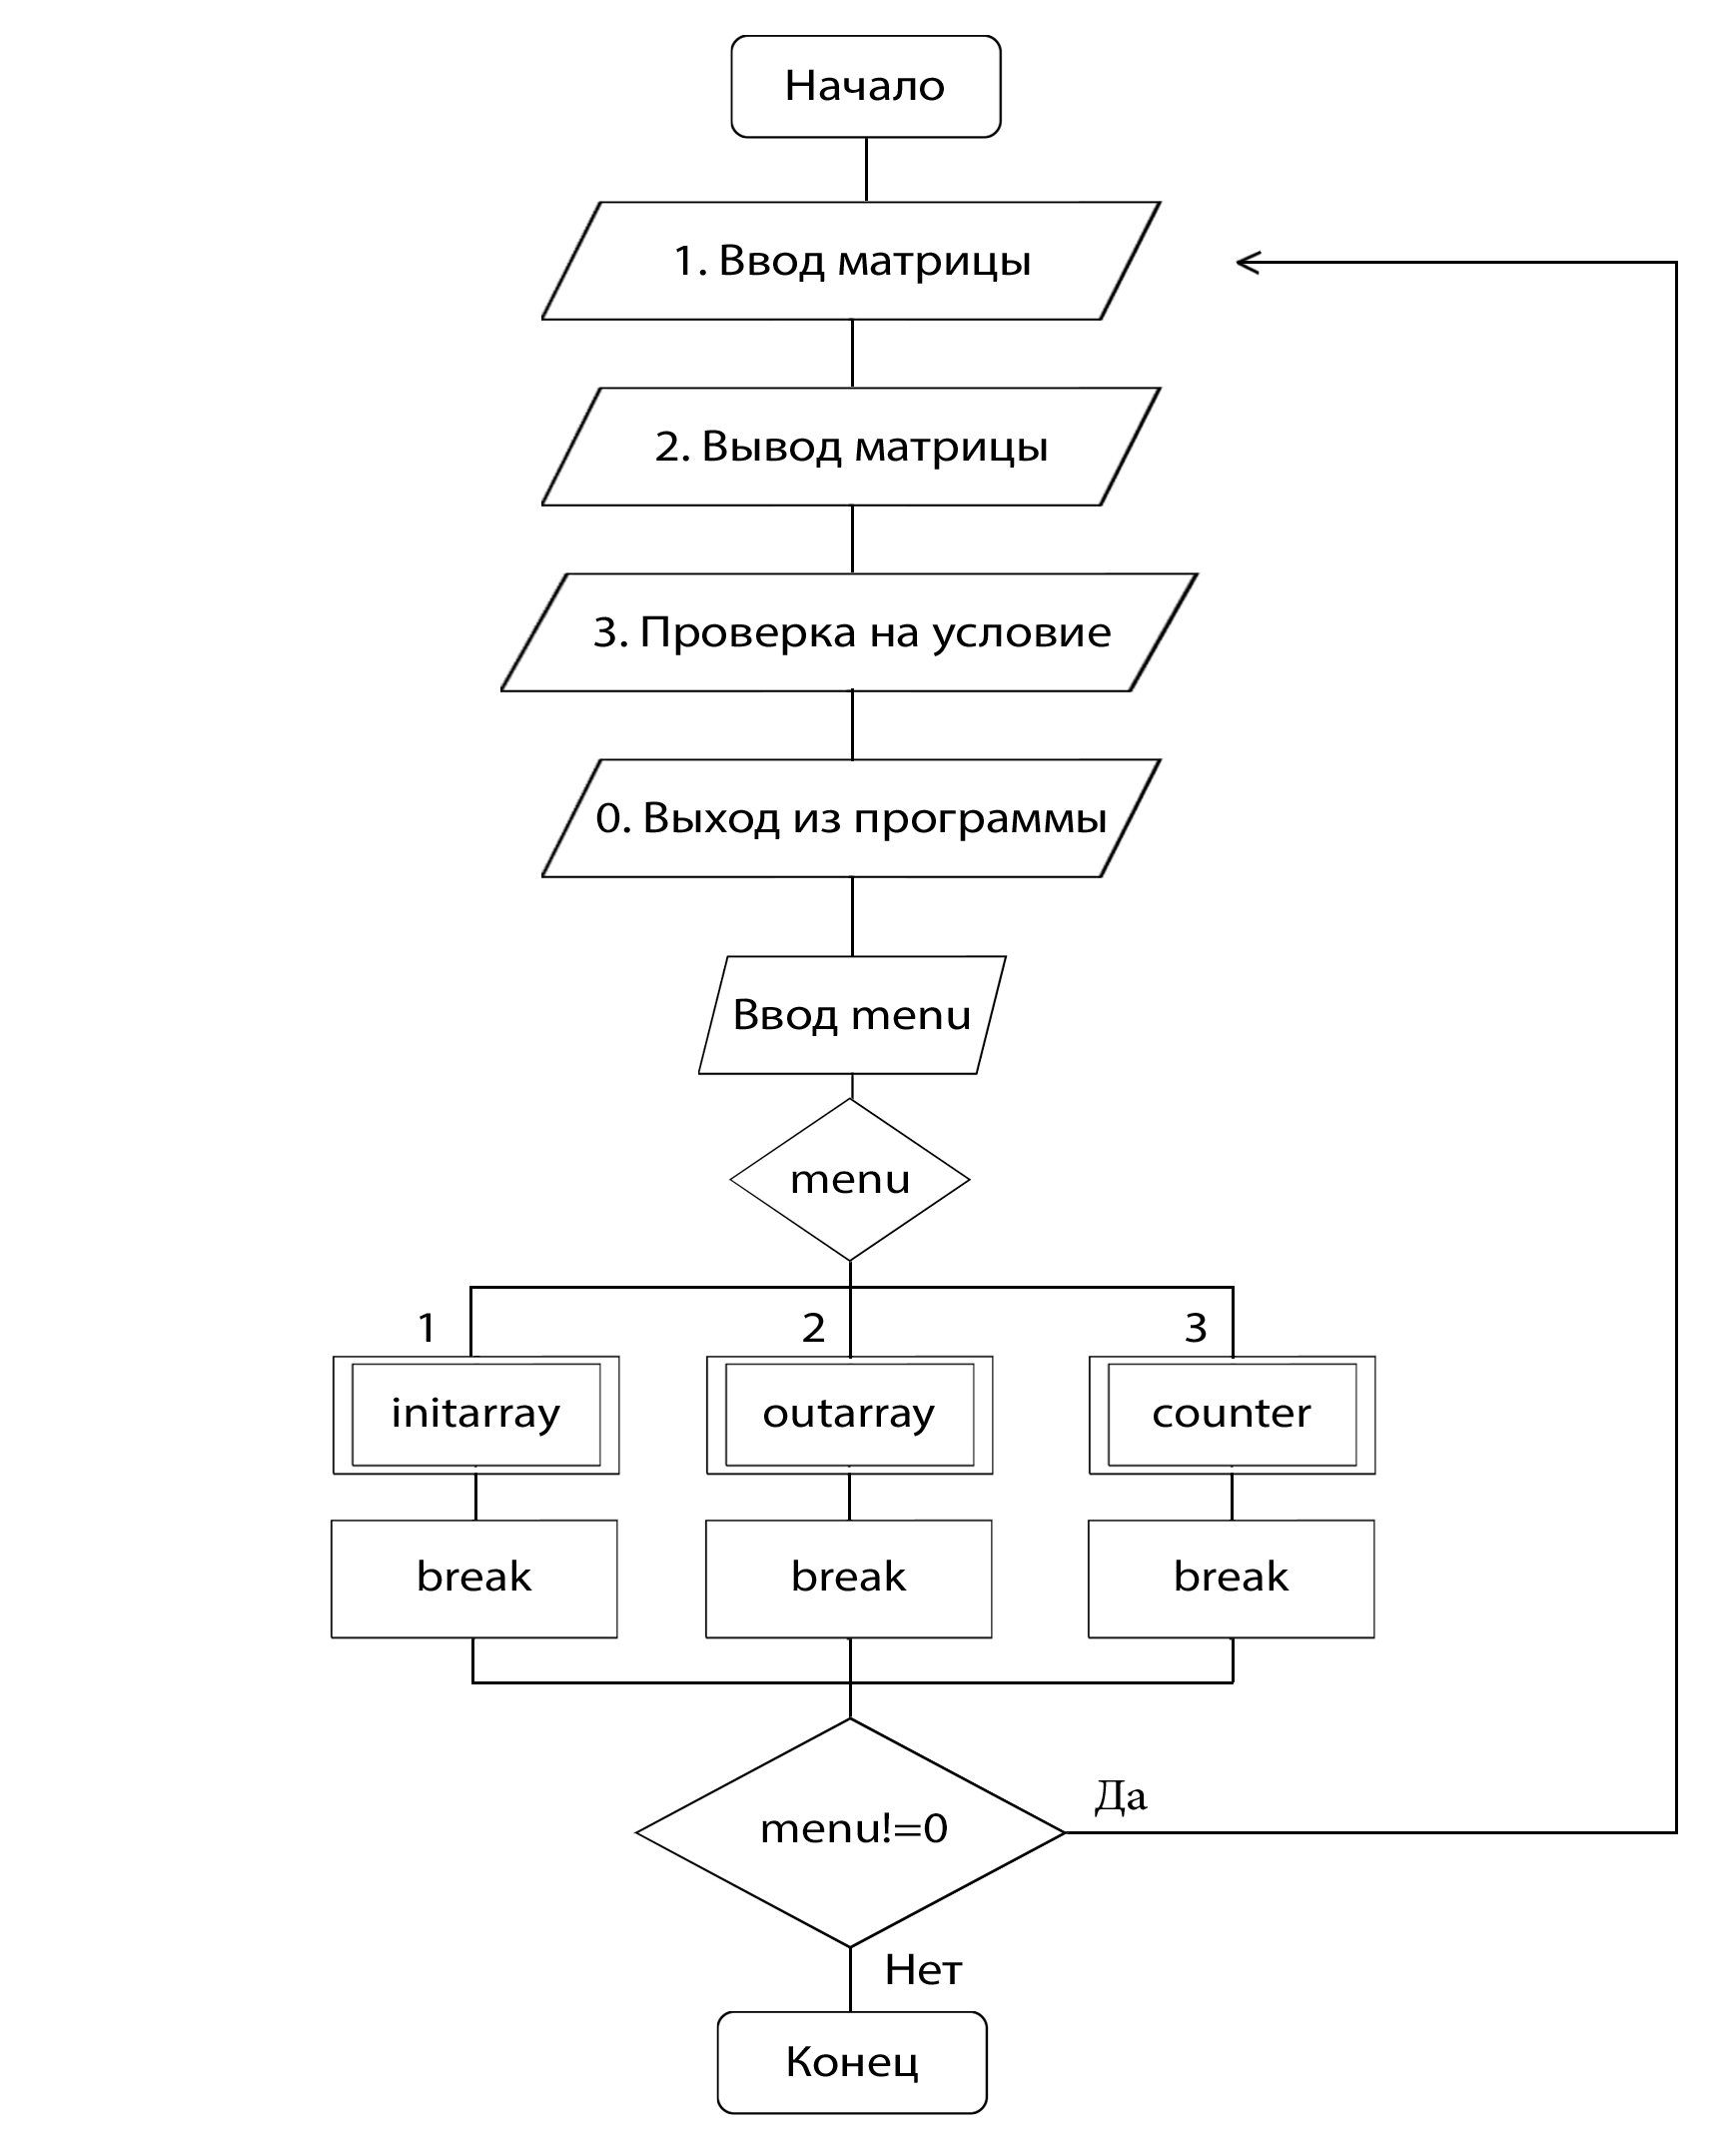 Начало
1. Ввод матрицы
2. Вывод матрицы
3. Проверка на условие
0. Выход из программы
Ввод menu
menu
1
2
3
initarray
outarray
counter
break
break
break
menu!=0
Да
Нет
Конец